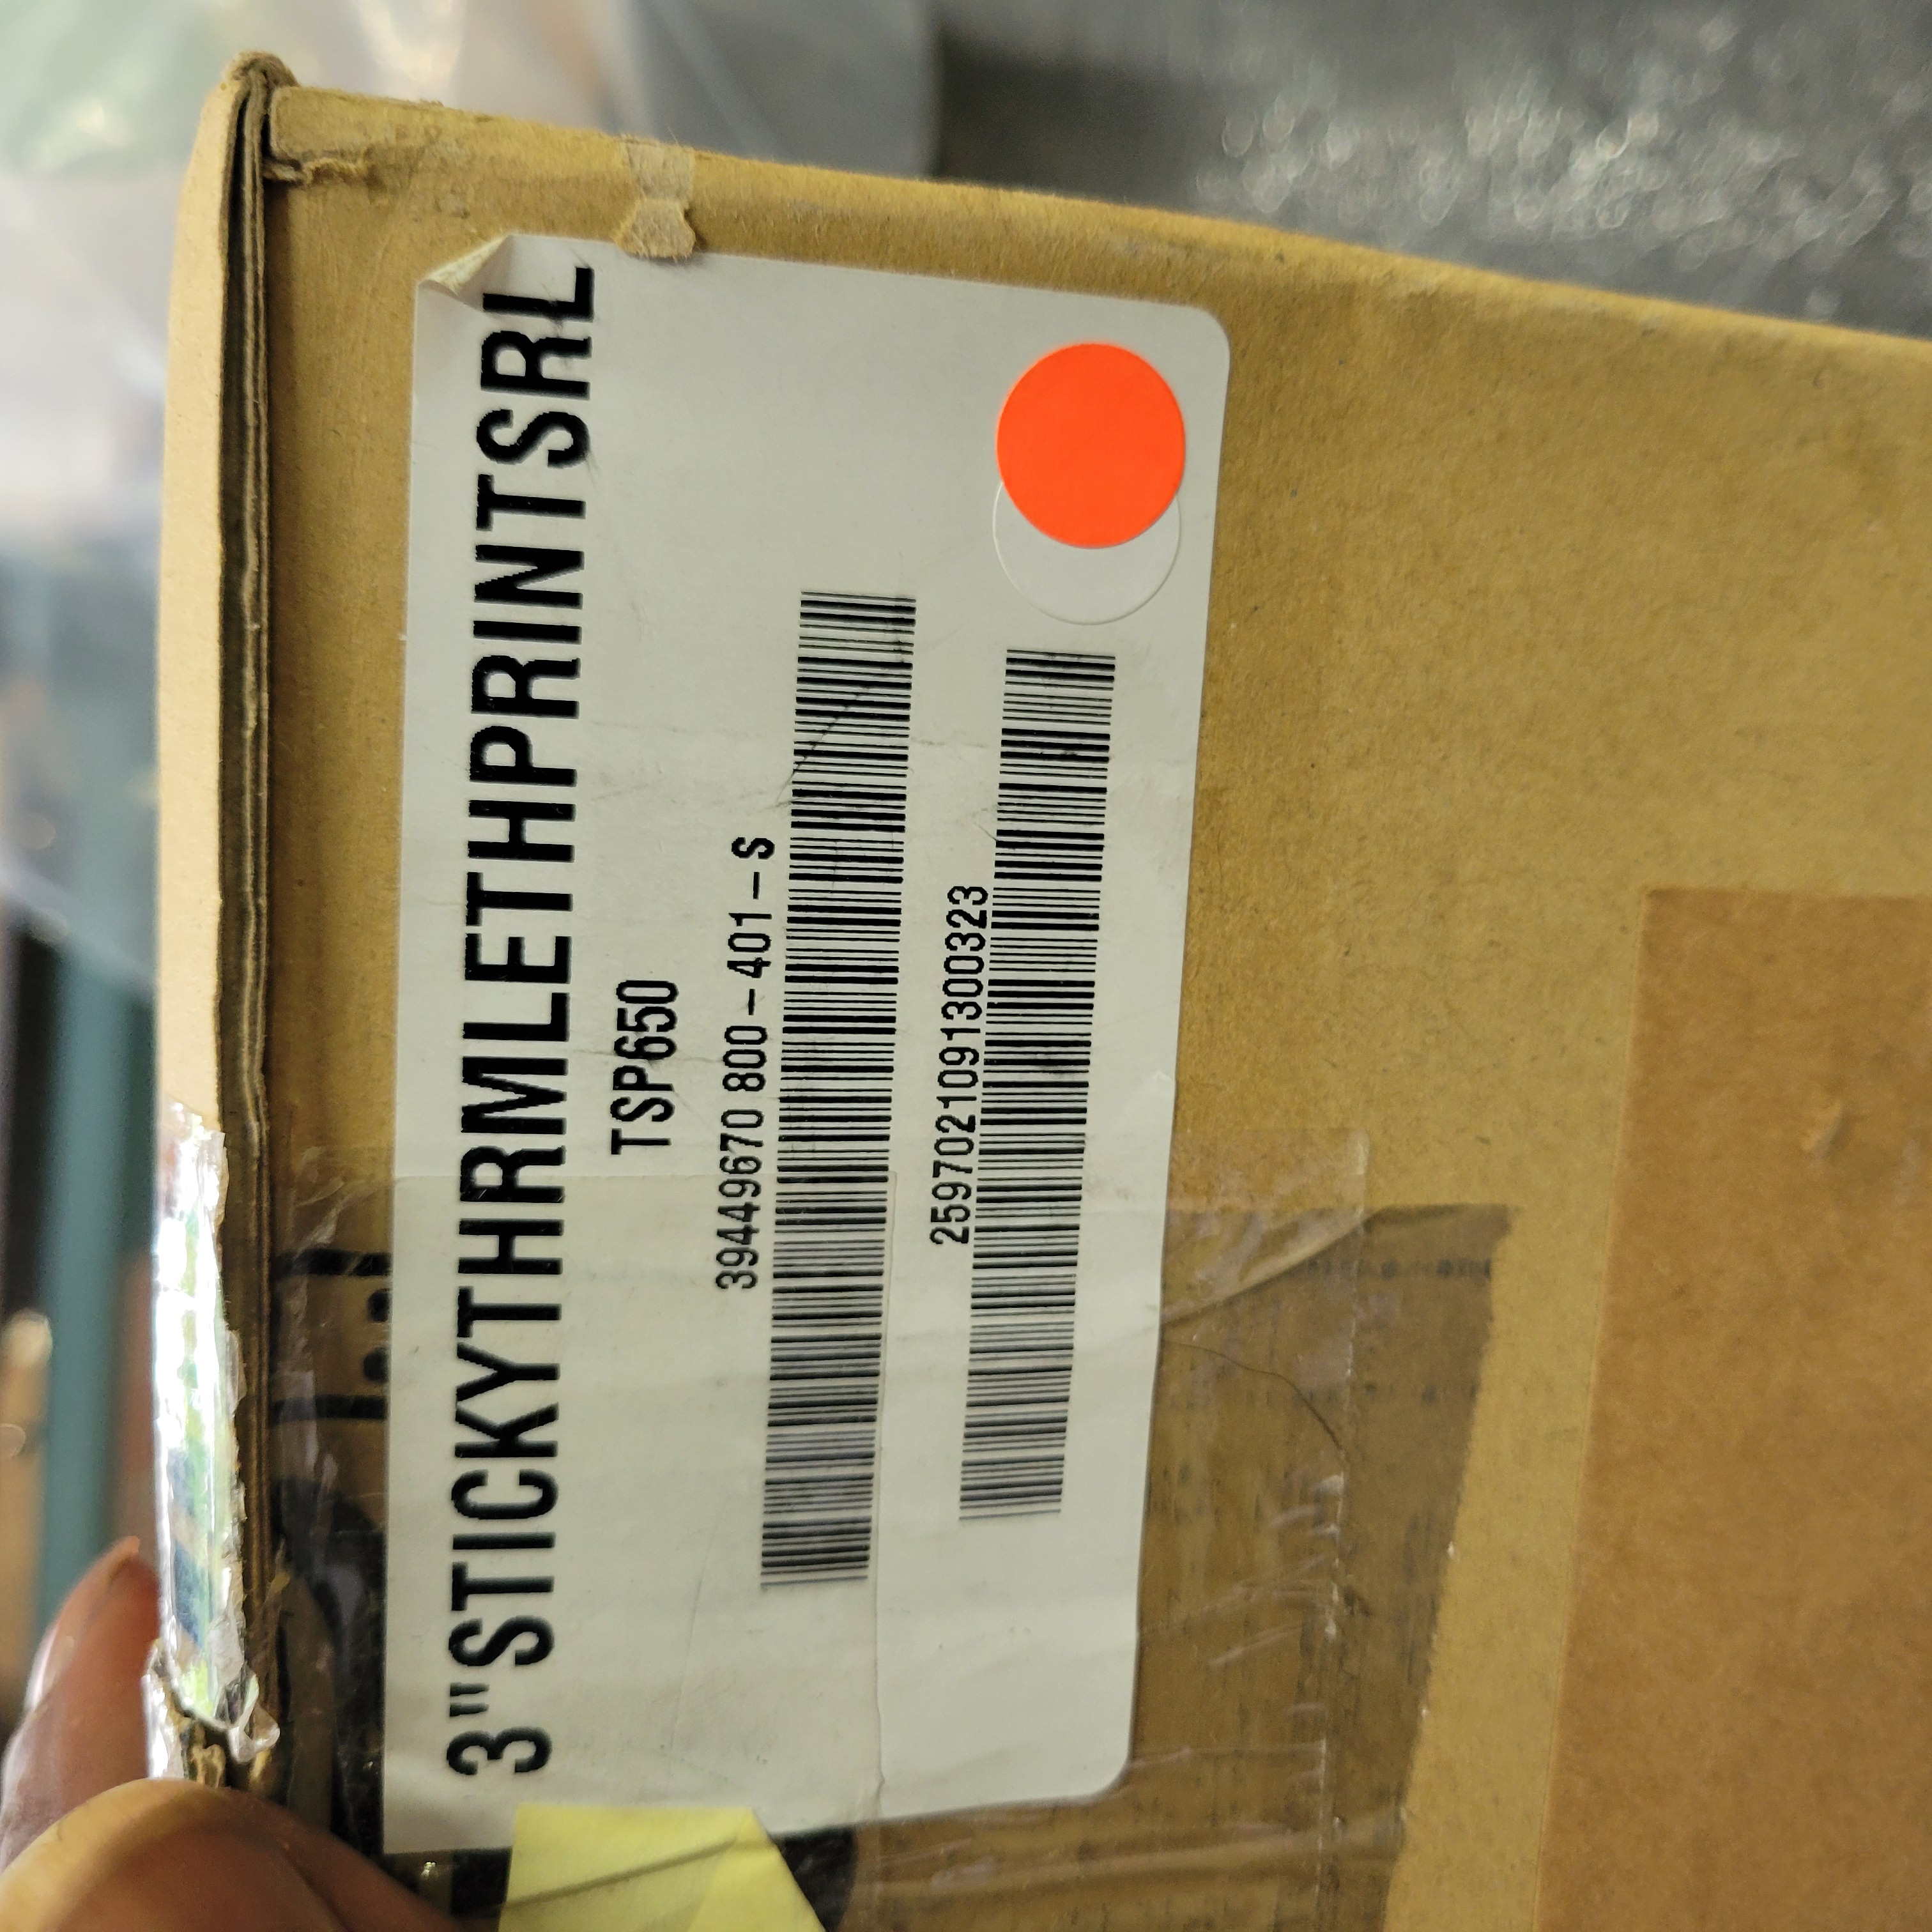 3"STICKYTHRMLETHPRINTSRL
TSP650
39449670 800-401-S
2597021091300323